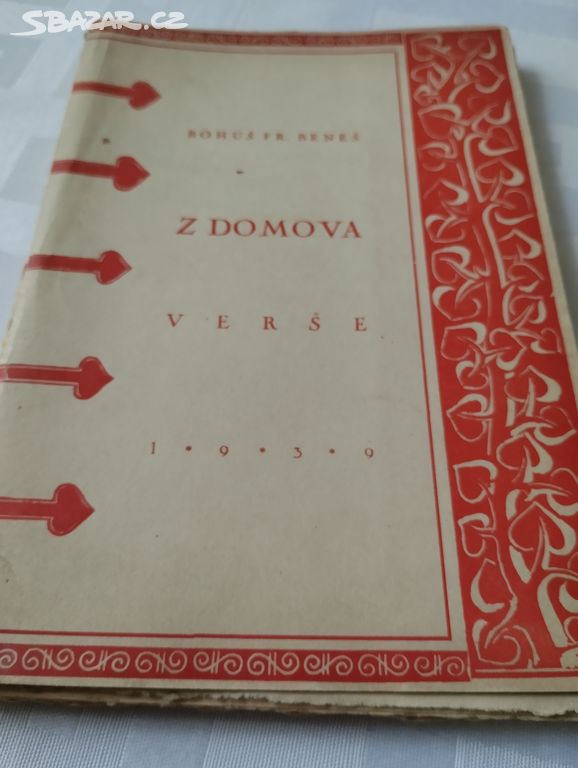 SBAZAR.CZ
BOHUŠ FR. BENEŠ
Z DOMOVA
VERŠE
1 • 9 • 3 • 9